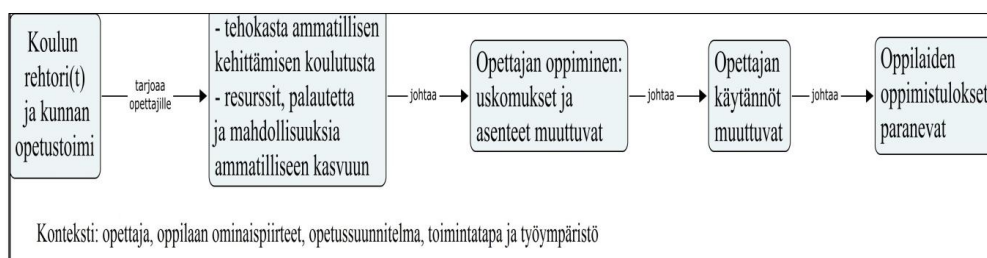 Koulun
rehtori(t)
ja kunnan
opetustoimi
tarjoaa
opettajille
- tehokasta ammatillisen
kehittämisen koulutusta
- resurssit, palautetta
ja mahdollisuuksia
ammatilliseen kasvuun
johtaa
Opettajan oppiminen:
uskomukset ja
asenteet muuttuvat
johtaa
Opettajan
käytännöt
muuttuvat
johtaa
Oppilaiden
oppimistulokset
paranevat
Konteksti: opettaja, oppilaan ominaispiirteet, opetussuunnitelma, toimintatapa ja työympäristö